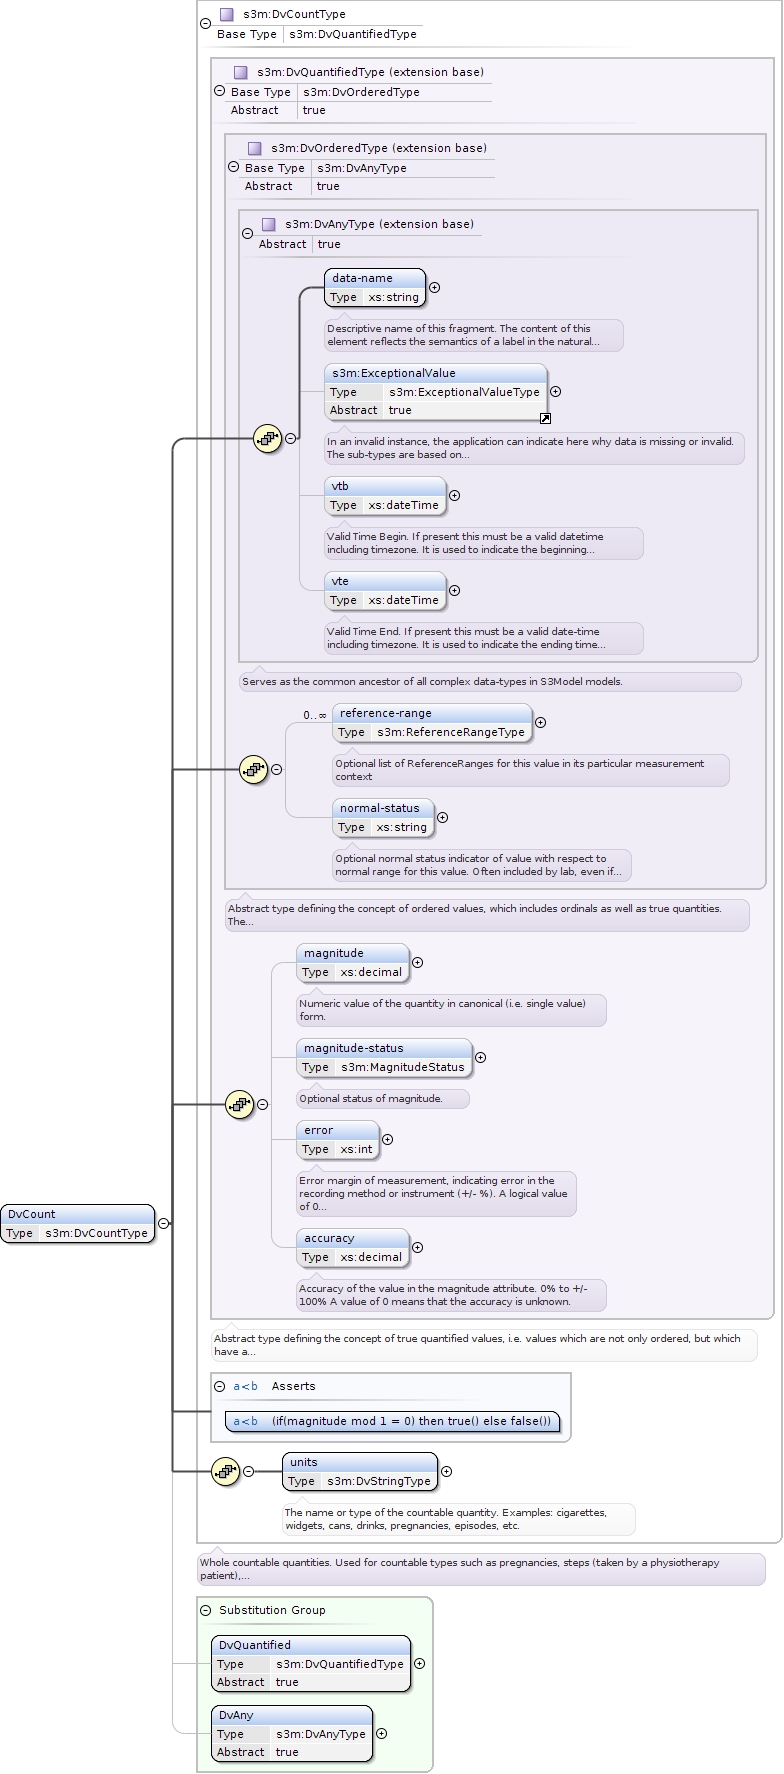 s3m:DvCountType
Base Type s3m:DvQuantifiedType
s3m:DvQuantifiedType (extension base)
Base Type s3m:DvOrderedType
Abstract true
s3m:DvOrderedType (extension base)
Base Type s3m:DvAnyType
Abstract true
s3m:DvAnyType (extension base)
Abstract true
data-name
Type xs:string
Descriptive name of this fragment. The content of this
element reflects the semantics of a label in the natural...
s3m:ExceptionalValue
Type s3m:ExceptionalValueType
Abstract true
In an invalid instance, the application can indicate here why data is missing or invalid.
The sub-types are based on...
vtb
Type xs:dateTime
Valid Time Begin. If present this must be a valid datetime
including timezone. It is used to indicate the beginning...
vte
Type xs:dateTime
Valid Time End. If present this must be a valid date-time
including timezone. It is used to indicate the ending time...
Serves as the common ancestor of all complex data-types in S3Model models.
0..∞
reference-range
Type s3m:ReferenceRangeType
Optional list of ReferenceRanges for this value in its particular measurement
context
normal-status
Type xs:string
Optional normal status indicator of value with respect to
normal range for this value. Often included by lab, even if...
Abstract type defining the concept of ordered values, which includes ordinals as well as true quantities.
The...
magnitude
Type xs:decimal
Numeric value of the quantity in canonical (i.e. single value)
form.
magnitude-status
Type s3m:MagnitudeStatus
Optional status of magnitude.
error
Type xs:int
Error margin of measurement, indicating error in the
recording method or instrument (+/- %). A logical value
of 0...
DvCount
Type s3m:DvCountType
accuracy
Type xs:decimal
Accuracy of the value in the magnitude attribute. 0% to +/-
100% A value of 0 means that the accuracy is unknown.
Abstract type defining the concept of true quantified values, i.e. values which are not only ordered, but which
have a...
a<b Asserts
a<b (if(magnitude mod 1 = 0) then true() else false())
units
Type s3m:DvStringType
The name or type of the countable quantity. Examples: cigarettes,
widgets, cans, drinks, pregnancies, episodes, etc.
Whole countable quantities. Used for countable types such as pregnancies, steps (taken by a physiotherapy
patient),...
Substitution Group
DvQuantified
Type s3m:DvQuantifiedType
Abstract true
DvAny
Type s3m:DvAnyType
Abstract true